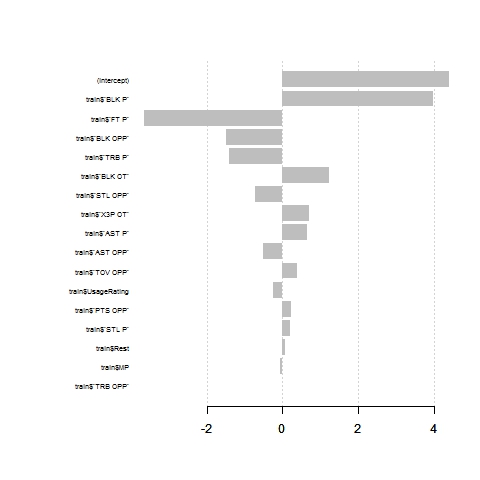 (Intercept)
train$`BLK P`
train$`FT P`
train$`BLK OPP`
train$`TRB P`
train$`BLK OT`
train$`STL OPP`
train$`X3P OT`
train$`AST P`
train$`AST OPP`
train$`TOV OPP`
train$UsageRating
train$`PTS OPP`
train$`STL P`
train$Rest
train$MP
train$`TRB OPP`
-2 0 2 4